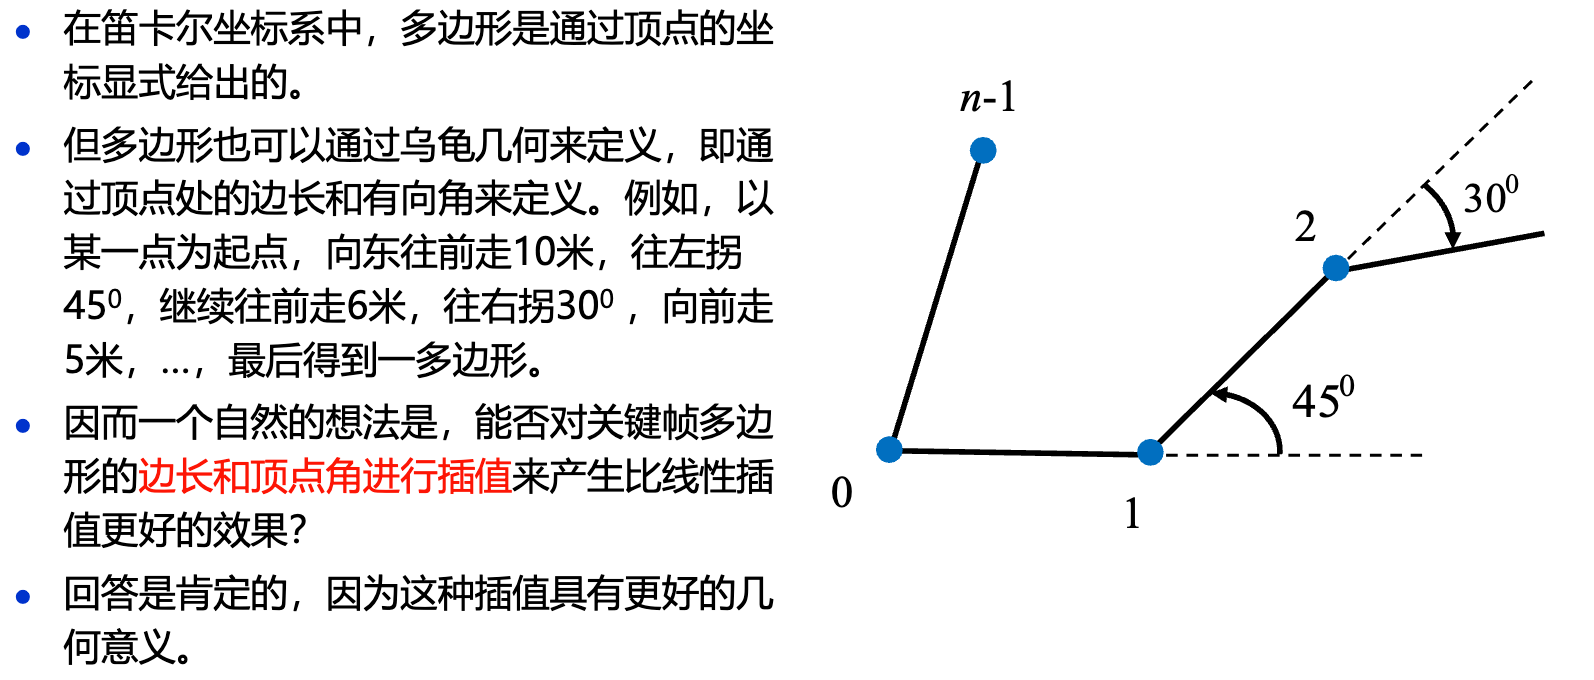 ● 在笛卡尔坐标系中，多边形是通过顶点的坐
标显式给出的。
● 但多边形也可以通过乌龟几何来定义，即通
过顶点处的边长和有向角来定义。例如，以
某一点为起点，向东往前走10米，往左拐
45⁰，继续往前走6米，往右拐30⁰ ，向前走
5米，…，最后得到一多边形。
● 因而一个自然的想法是，能否对关键帧多边
形的边长和顶点角进行插值来产生比线性插
值更好的效果？
● 回答是肯定的，因为这种插值具有更好的几
何意义。
n-1
2
30⁰
45⁰
0
1